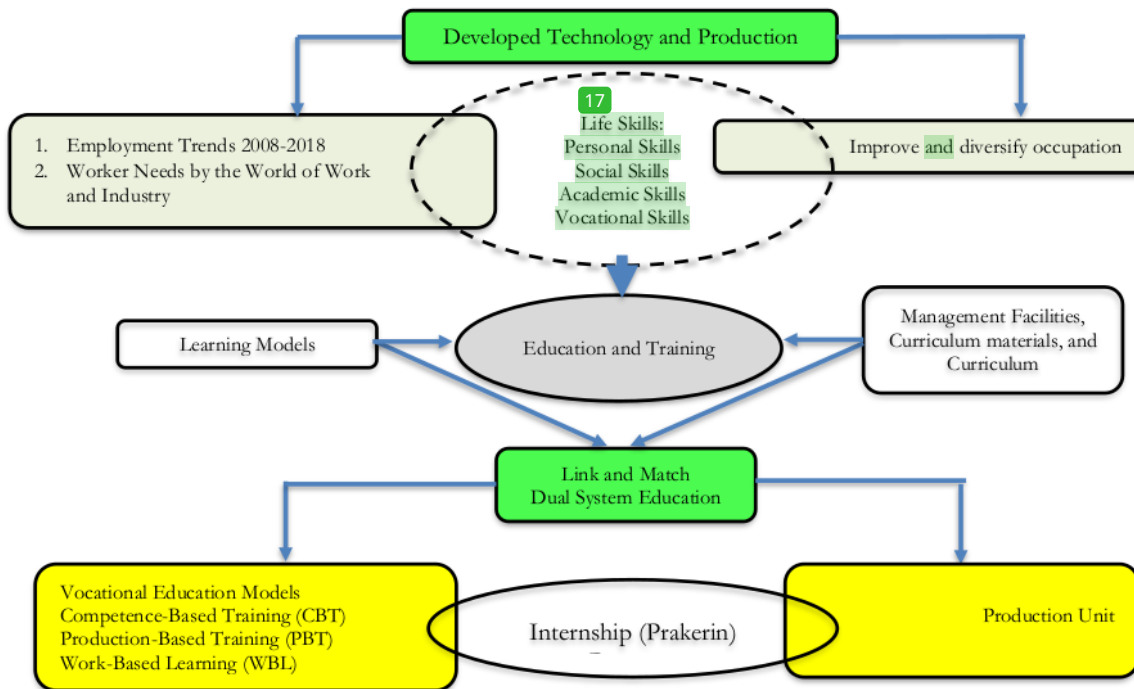 Developed Technology and Production
17
Life Skills:
Personal Skills
Social Skills
Academic Skills
Vocational Skills
1. Employment Trends 2008-2018
2. Worker Needs by the World of Work
and Industry
Improve and diversify occupation
Learning Models
Education and Training
Management Facilities,
Curriculum materials, and
Curriculum
Link and Match
Dual System Education
Vocational Education Models
Competence-Based Training (CBT)
Production-Based Training (PBT)
Work-Based Learning (WBL)
Internship (Prakerin)
Production Unit